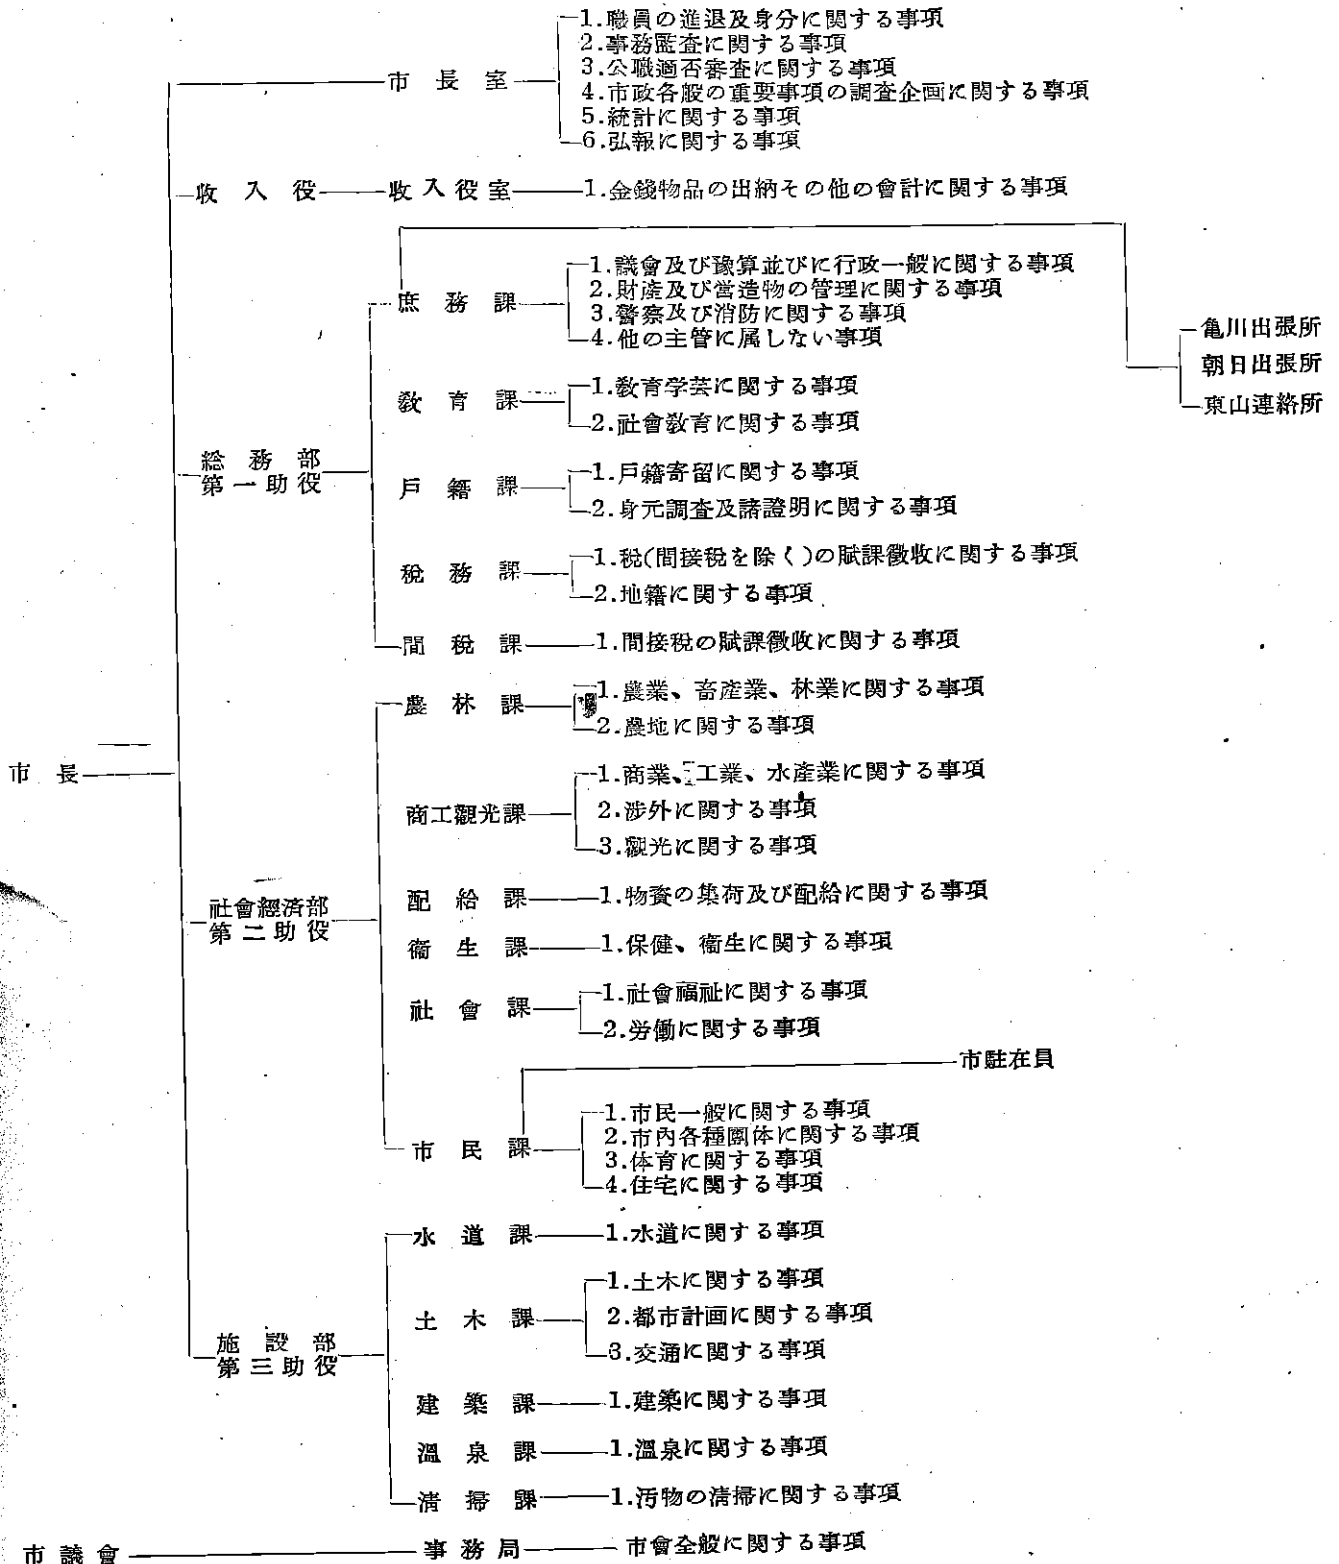 市長
市長室
1.職員の進退及身分に関する事項
2.事務監査に関する事項
3.公職適否審査に関する事項
4.市政各般の重要事項の調査企画に関する事項
5.統計に関する事項
6.弘報に関する事項
收入役
收入役室
1.金錢物品の出納その他の會計に関する事項
総務部
第一助役
庶務課
1.議會及び豫算並びに行政一般に関する事項
2.財産及び営造物の管理に関する事項
3.警察及び消防に関する事項
4.他の主管に属しない事項
亀川出張所
朝日出張所
東山連絡所
敎育課
1.敎育学芸に関する事項
2.社會敎育に関する事項
戸籍課
1.戸籍寄留に関する事項
2.身元調査及諸證明に関する事項
税務課
1.税(間接税を除く)の賦課徴收に関する事項
2.地籍に関する事項
間税課
1.間接税の賦課徴收に関する事項
社會經済部
第二助役
農林課
1.農業、畜産業、林業に関する事項
2.農地に関する事項
商工觀光課
1.商業、工業、水産業に関する事項
2.渉外に関する事項
3.觀光に関する事項
配給課
1.物資の集荷及び配給に関する事項
衞生課
1.保健、衞生に関する事項
社會課
1.社會福祉に関する事項
2.労働に関する事項
市民課
市駐在員
1.市民一般に関する事項
2.市内各種團体に関する事項
3.体育に関する事項
4.住宅に関する事項
施設部
第三助役
水道課
1.水道に関する事項
土木課
1.土木に関する事項
2.都市計画に関する事項
3.交通に関する事項
建築課
1.建築に関する事項
溫泉課
1.溫泉に関する事項
清掃課
1.汚物の清掃に関する事項
市議會
事務局
市會全般に関する事項